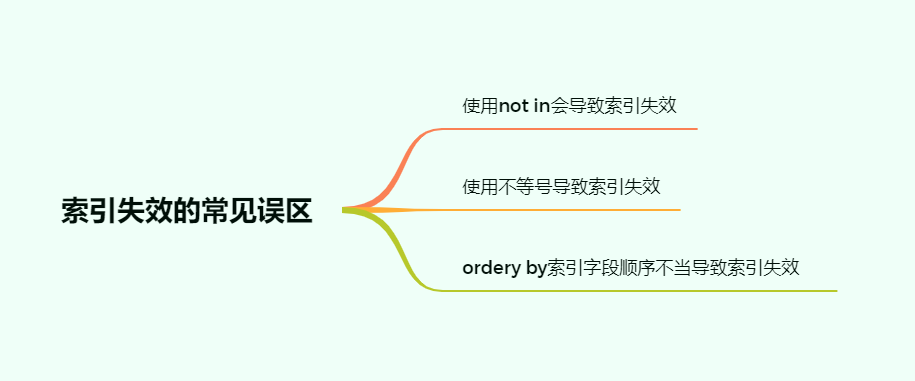 索引失效的常见误区
使用not in会导致索引失效
使用不等号导致索引失效
ordery by索引字段顺序不当导致索引失效